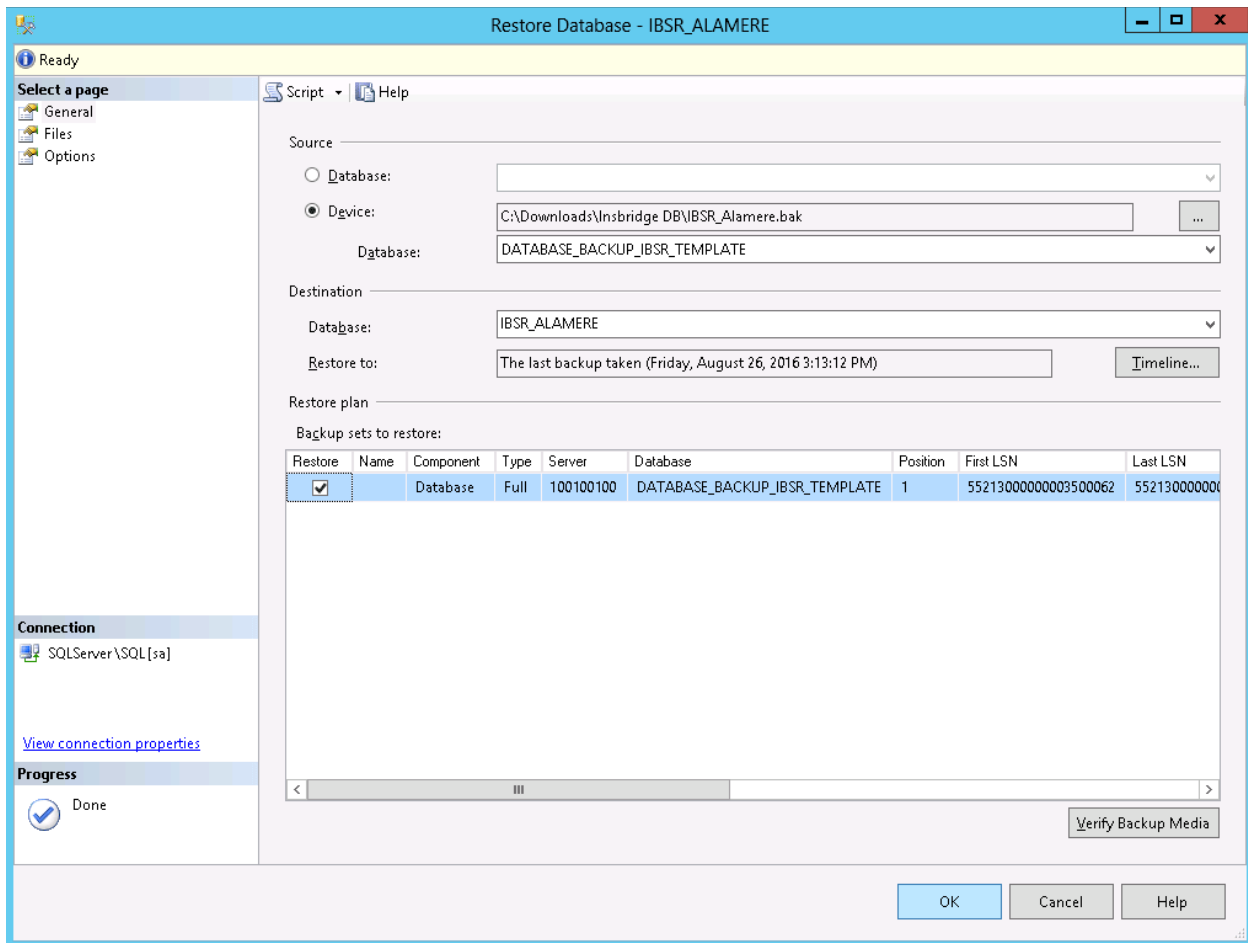 Restore Database - IBSR_ALAMERE
Ready
Select a page
General
Files
Options
Script
Help
Source
Database:
Device:
C:\Downloads\Insbridge DB\IBSR_Alamere.bak
...
Database:
DATABASE_BACKUP_IBSR_TEMPLATE
Destination
Database:
IBSR_ALAMERE
Restore to:
The last backup taken (Friday, August 26, 2016 3:13:12 PM)
Timeline...
Restore plan
Backup sets to restore:
Restore Name Component Type Server Database Position First LSN Last LSN
Database Full 100100100 DATABASE_BACKUP_IBSR_TEMPLATE 1 55213000000003500062 552130000000
Connection
SQLServer\SQL [sa]
View connection properties
Progress
Done
Verify Backup Media
OK Cancel Help